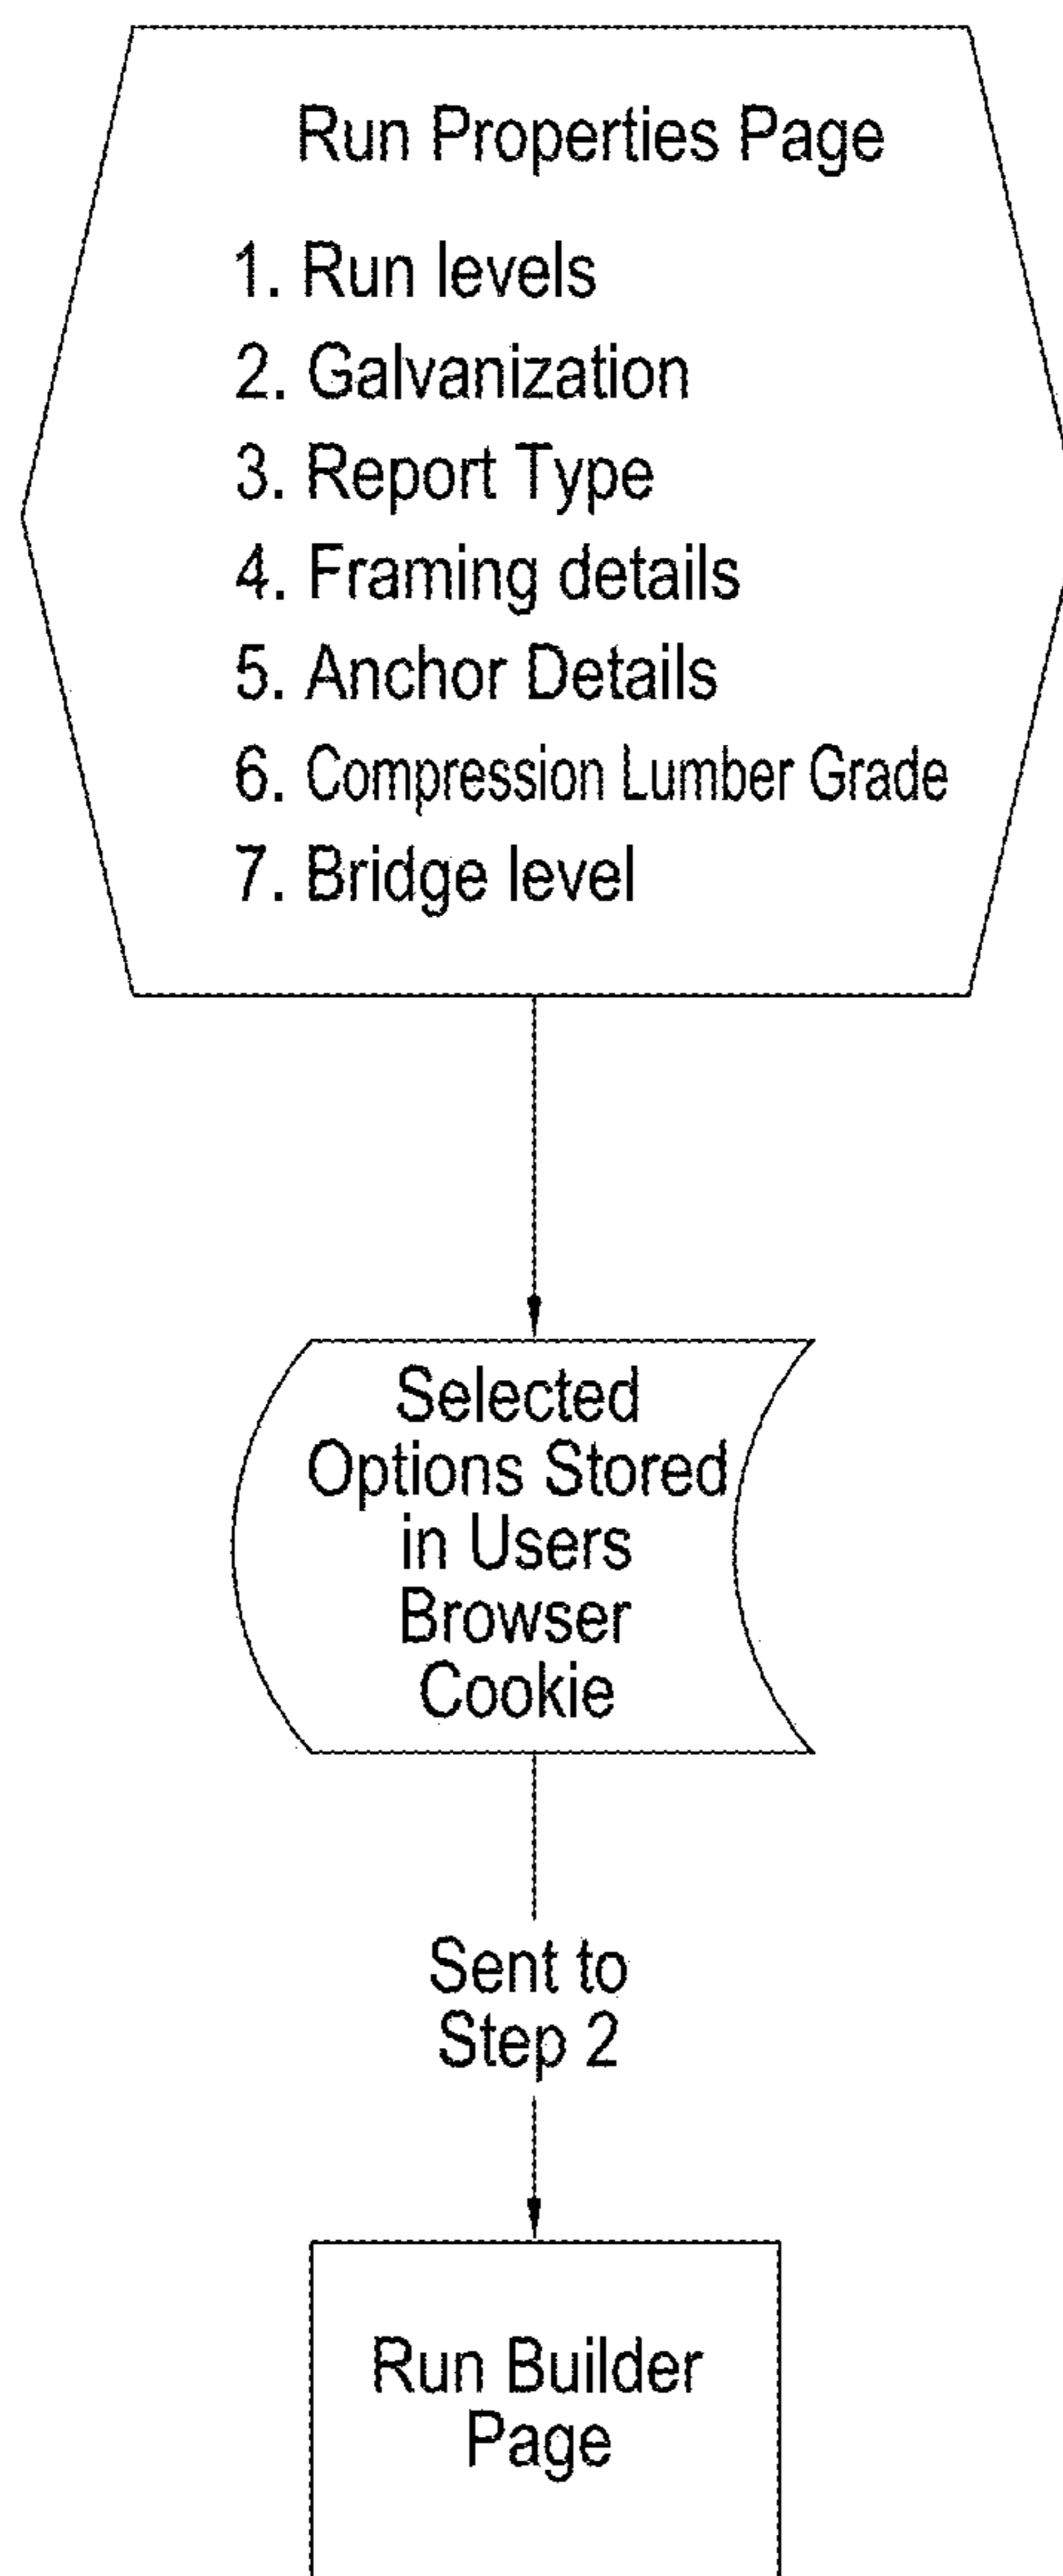 Run Properties Page
1. Run levels
2. Galvanization
3. Report Type
4. Framing details
5. Anchor Details
6. Compression Lumber Grade
7. Bridge level
Selected
Options Stored
in Users
Browser
Cookie
Sent to
Step 2
Run Builder
Page